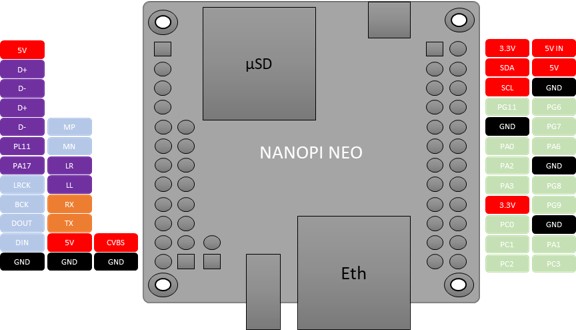 5V
D+
D-
D+
D- MP
PL11 MN
PA17 LR
LRCK LL
BCK RX
DOUT TX
DIN 5V CVBS
GND GND GND
µSD
NANOPI NEO
Eth
3.3V 5V IN
SDA 5V
SCL GND
PG11 PG6
GND PG7
PA0 PA6
PA2 GND
PA3 PG8
3.3V PG9
PC0 GND
PC1 PA1
PC2 PC3